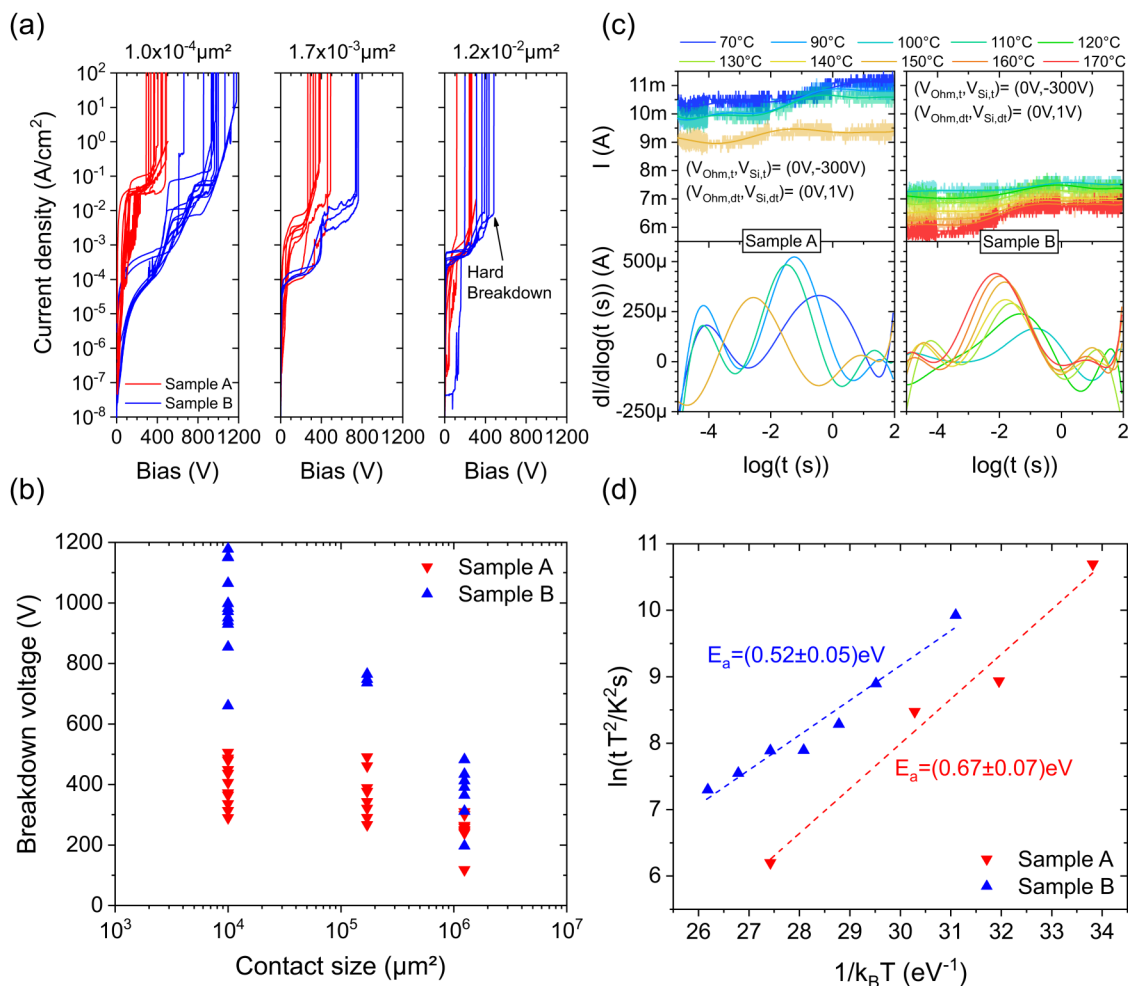 (a)
1.0x10⁻⁴µm²
1.7x10⁻³µm²
1.2x10⁻²µm²
Current density (A/cm²)
10²
10¹
10⁰
10⁻¹
10⁻²
10⁻³
10⁻⁴
10⁻⁵
10⁻⁶
10⁻⁷
10⁻⁸
Sample A
Sample B
Hard
Breakdown
0 400 800 1200
0 400 800 1200
0 400 800 1200
Bias (V)
Bias (V)
Bias (V)
(c)
70°C 90°C 100°C 110°C 120°C
130°C 140°C 150°C 160°C 170°C
I (A)
11m
10m
9m
8m
7m
6m
(V_Ohm,t,V_Si,t)= (0V,-300V)
(V_Ohm,dt,V_Si,dt)= (0V,1V)
(V_Ohm,t,V_Si,t)= (0V,-300V)
(V_Ohm,dt,V_Si,dt)= (0V,1V)
Sample A
Sample B
dI/dlog(t (s)) (A)
500µ
250µ
0
-250µ
-4 -2 0 2
-4 -2 0 2
log(t (s))
log(t (s))
(b)
Breakdown voltage (V)
1200
1000
800
600
400
200
0
Sample A
Sample B
10³ 10⁴ 10⁵ 10⁶ 10⁷
Contact size (µm²)
(d)
ln(t T²/K²s)
11
10
9
8
7
6
E_a=(0.52±0.05)eV
E_a=(0.67±0.07)eV
Sample A
Sample B
26 27 28 29 30 31 32 33 34
1/k_BT (eV⁻¹)